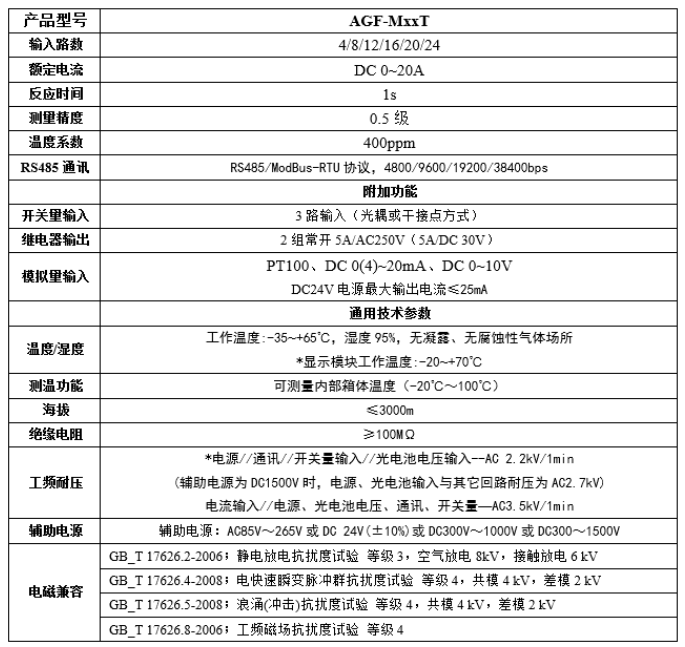 产品型号 AGF-MxxT
输入路数 4/8/12/16/20/24
额定电流 DC 0~20A
反应时间 1s
测量精度 0.5 级
温度系数 400ppm
RS485 通讯 RS485/ModBus-RTU 协议，4800/9600/19200/38400bps
附加功能
开关量输入 3 路输入（光耦或干接点方式）
继电器输出 2 组常开 5A/AC250V（5A/DC 30V）
模拟量输入 PT100、DC 0(4)~20mA、DC 0~10V
DC24V 电源最大输出电流≤25mA
通用技术参数
温度/湿度 工作温度:-35~+65℃，湿度 95%，无凝露、无腐蚀性气体场所
*显示模块工作温度:-20~+70℃
测温功能 可测量内部箱体温度（-20℃～100℃）
海拔 ≤3000m
绝缘电阻 ≥100MΩ
工频耐压 *电源//通讯//开关量输入//光电池电压输入--AC 2.2kV/1min
(辅助电源为 DC1500V 时，电源、光电池输入与其它回路耐压为 AC2.7kV)
电流输入//电源、光电池电压、通讯、开关量—AC3.5kV/1min
辅助电源 辅助电源：AC85V～265V 或 DC 24V(±10%)或 DC300V～1000V 或 DC300～1500V
电磁兼容 GB_T 17626.2-2006；静电放电抗扰度试验 等级 3，空气放电 8kV，接触放电 6 kV
GB_T 17626.4-2008；电快速瞬变脉冲群抗扰度试验 等级 4，共模 4 kV，差模 2 kV
GB_T 17626.5-2008；浪涌(冲击)抗扰度试验 等级 4，共模 4 kV，差模 2 kV
GB_T 17626.8-2006；工频磁场抗扰度试验 等级 4